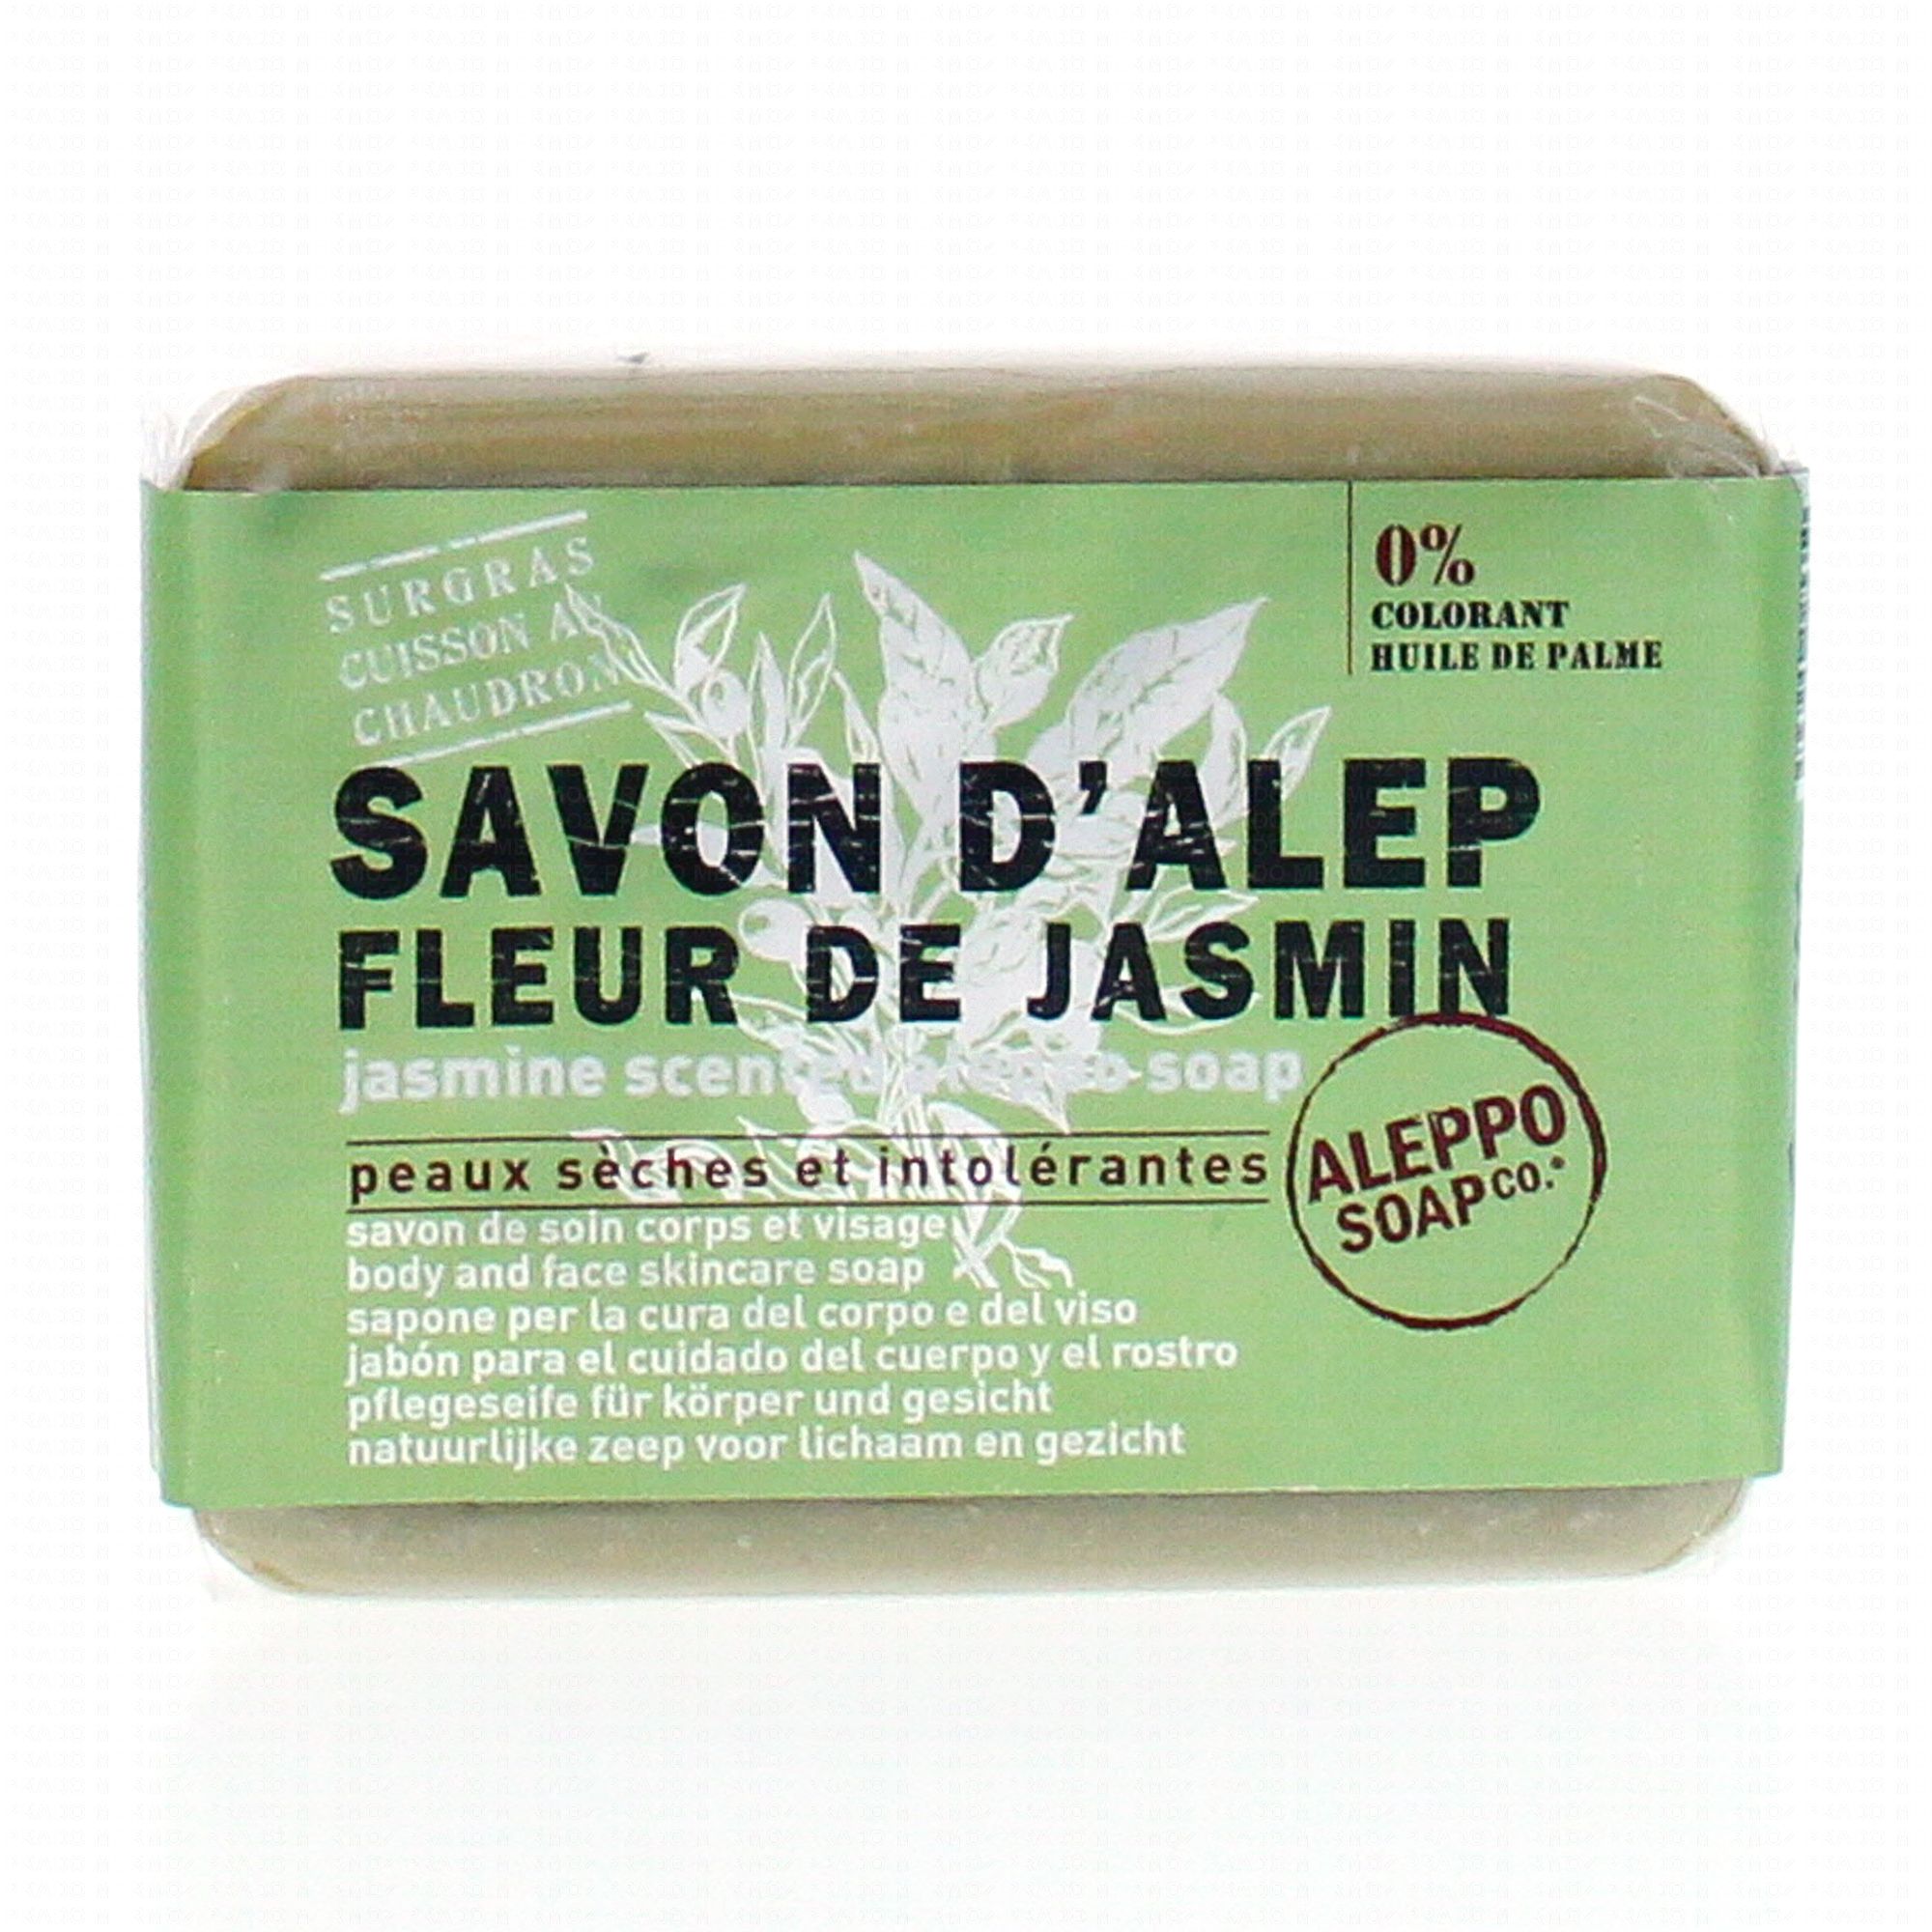 SURGRAS
CUISSON AU
CHAUDRON
0%
COLORANT
HUILE DE PALME
SAVON D'ALEP
FLEUR DE JASMIN
jasmine scented aleppo soap
peaux sèches et intolérantes
ALEPPO
SOAP CO.
savon de soin corps et visage
body and face skincare soap
sapone per la cura del corpo e del viso
jabón para el cuidado del cuerpo y el rostro
pflegeseife für körper und gesicht
natuurlijke zeep voor lichaam en gezicht